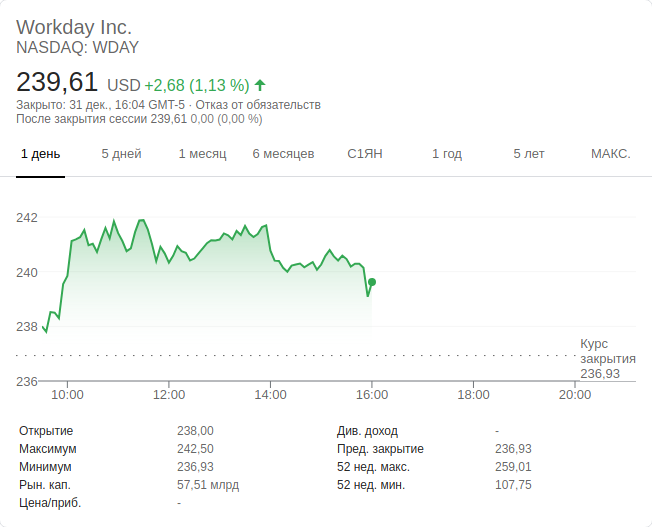 Workday Inc.
NASDAQ: WDAY
239,61 USD +2,68 (1,13 %)
Закрыто: 31 дек., 16:04 GMT-5 · Отказ от обязательств
После закрытия сессии 239,61 0,00 (0,00 %)
1 день 5 дней 1 месяц 6 месяцев С1ЯН 1 год 5 лет МАКС.
242
240
238
236
Курс
закрытия
236,93
10:00 12:00 14:00 16:00 18:00 20:00
Открытие 238,00 Див. доход -
Максимум 242,50 Пред. закрытие 236,93
Минимум 236,93 52 нед. макс. 259,01
Рын. кап. 57,51 млрд 52 нед. мин. 107,75
Цена/приб. -